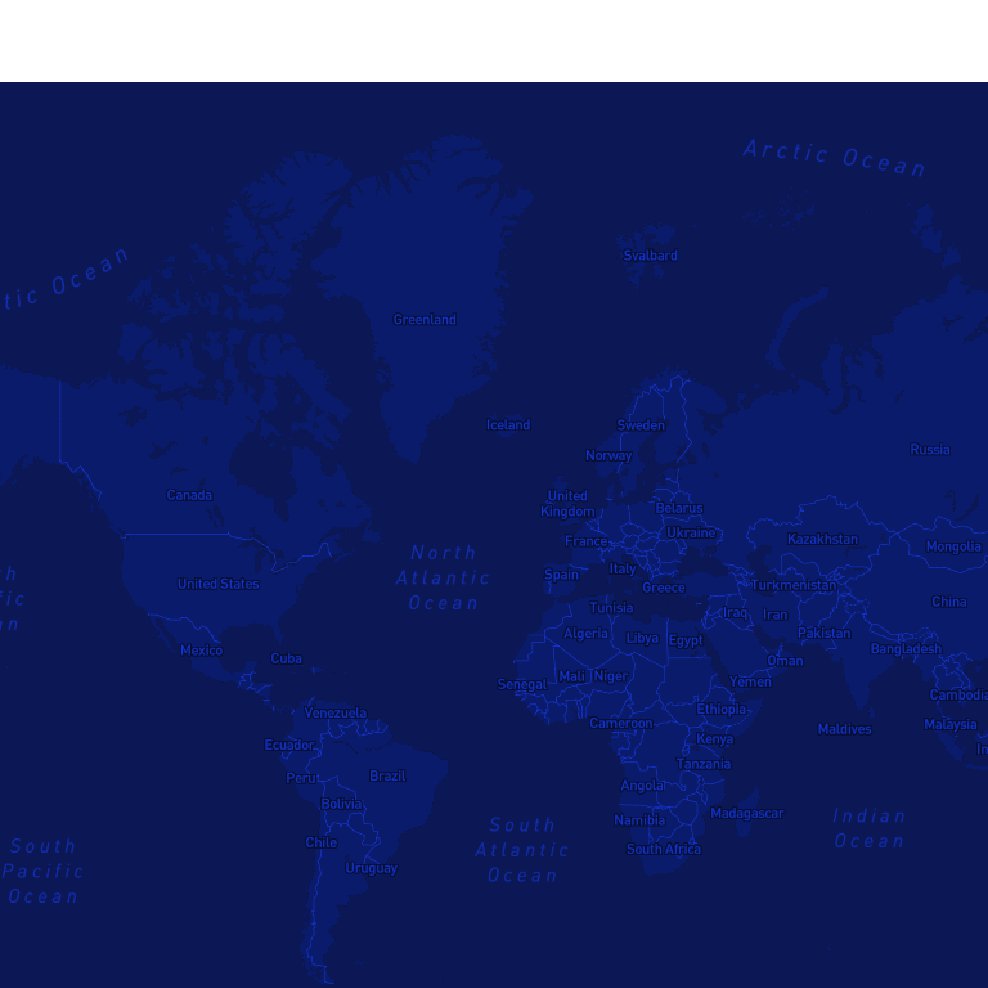 Arctic Ocean
tic Ocean
Svalbard
Greenland
Iceland
Sweden
Norway
Russia
Canada
United
Kingdom
Belarus
Ukraine
France
Kazakhstan
Mongolia
North
Atlantic
Ocean
Italy
Spain
Greece
Turkmenistan
United States
China
Tunisia
Iraq
Iran
Algeria
Libya
Egypt
Pakistan
Bangladesh
Mexico
Cuba
Oman
Mali
Niger
Senegal
Yemen
Cambodia
Venezuela
Ethiopia
Cameroon
Malaysia
Maldives
Kenya
Ecuador
Tanzania
Peru
Brazil
Angola
Bolivia
Madagascar
Namibia
Indian
Ocean
South
Atlantic
Ocean
Chile
South Africa
South
Pacific
Ocean
Uruguay